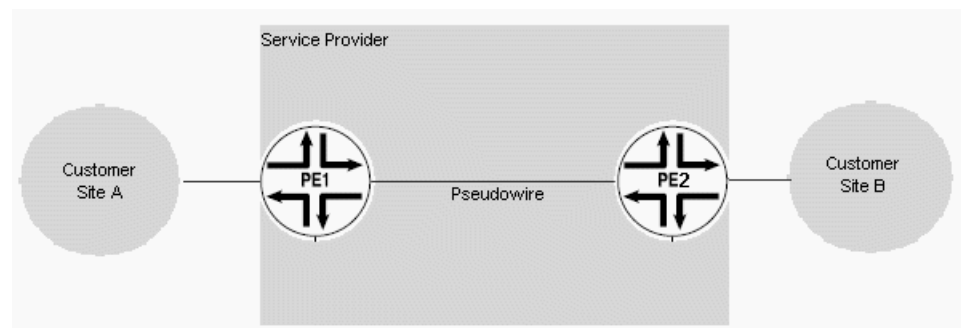 Service Provider
Customer
Site A
PE1
Pseudowire
PE2
Customer
Site B